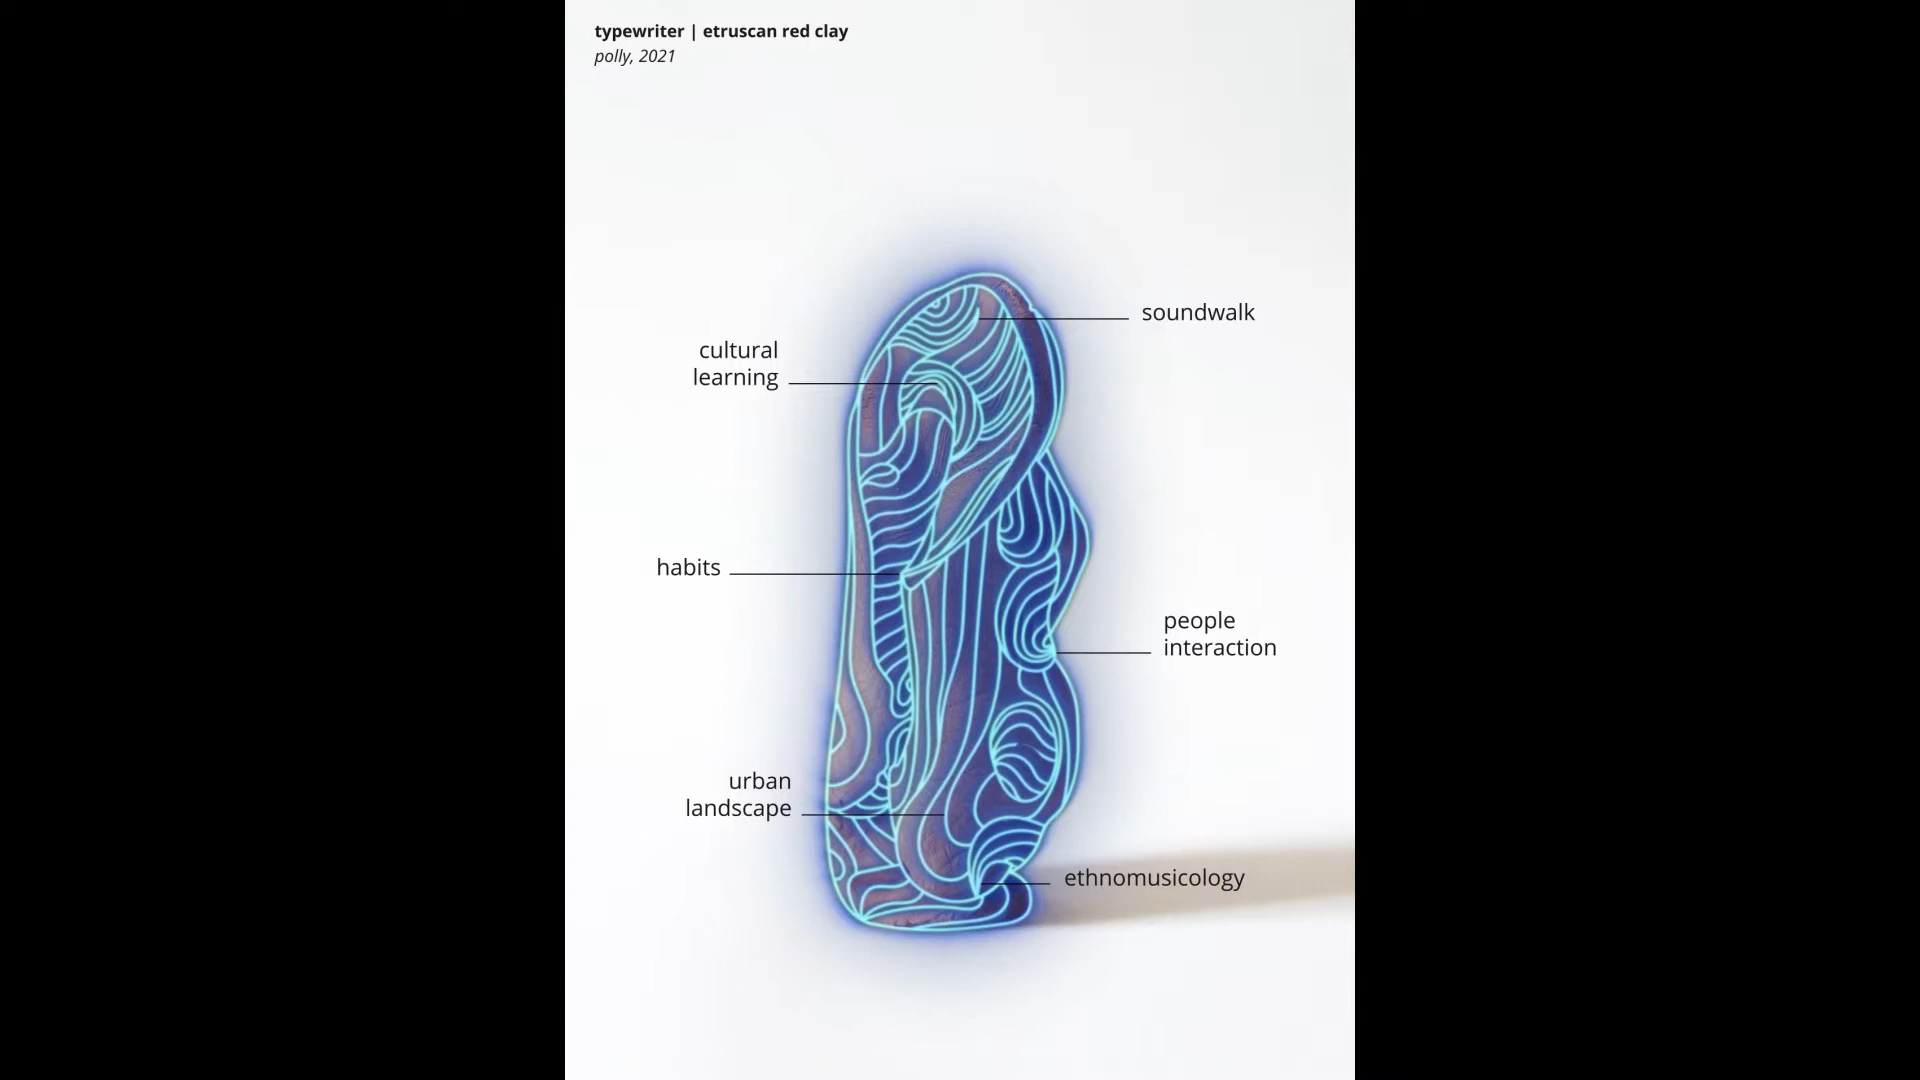 typewriter | etruscan red clay
polly, 2021
soundwalk
cultural
learning
habits
people
interaction
urban
landscape
ethnomusicology